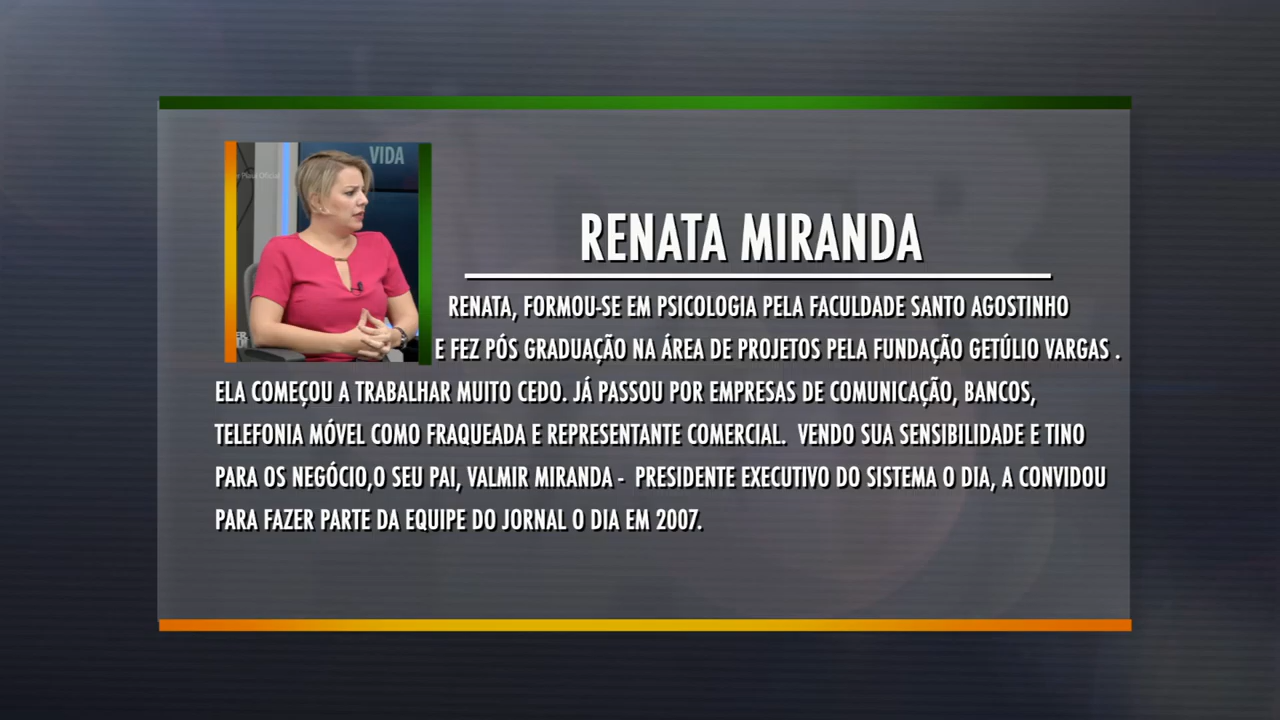 VIDA
RENATA MIRANDA
RENATA, FORMOU-SE EM PSICOLOGIA PELA FACULDADE SANTO AGOSTINHO
E FEZ PÓS GRADUAÇÃO NA ÁREA DE PROJETOS PELA FUNDAÇÃO GETÚLIO VARGAS .
ELA COMEÇOU A TRABALHAR MUITO CEDO. JÁ PASSOU POR EMPRESAS DE COMUNICAÇÃO, BANCOS,
TELEFONIA MÓVEL COMO FRAQUEADA E REPRESENTANTE COMERCIAL. VENDO SUA SENSIBILIDADE E TINO
PARA OS NEGÓCIO,O SEU PAI, VALMIR MIRANDA - PRESIDENTE EXECUTIVO DO SISTEMA O DIA, A CONVIDOU
PARA FAZER PARTE DA EQUIPE DO JORNAL O DIA EM 2007.